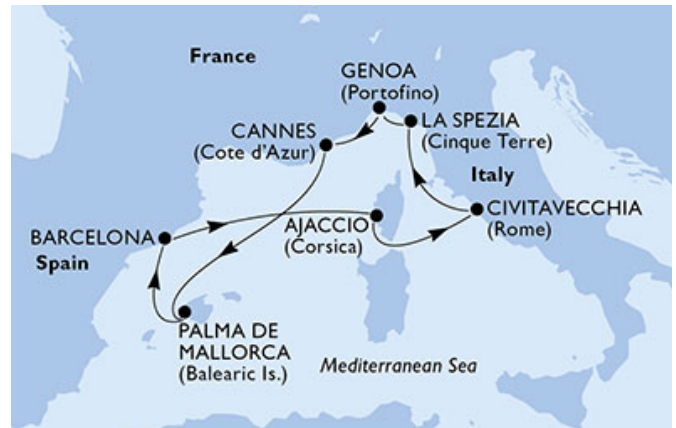 France
GENOA
(Portofino)
LA SPEZIA
(Cinque Terre)
CANNES
(Cote d'Azur)
Italy
CIVITAVECCHIA
(Rome)
AJACCIO
(Corsica)
BARCELONA
Spain
PALMA DE
MALLORCA
(Balearic Is.)
Mediterranean Sea